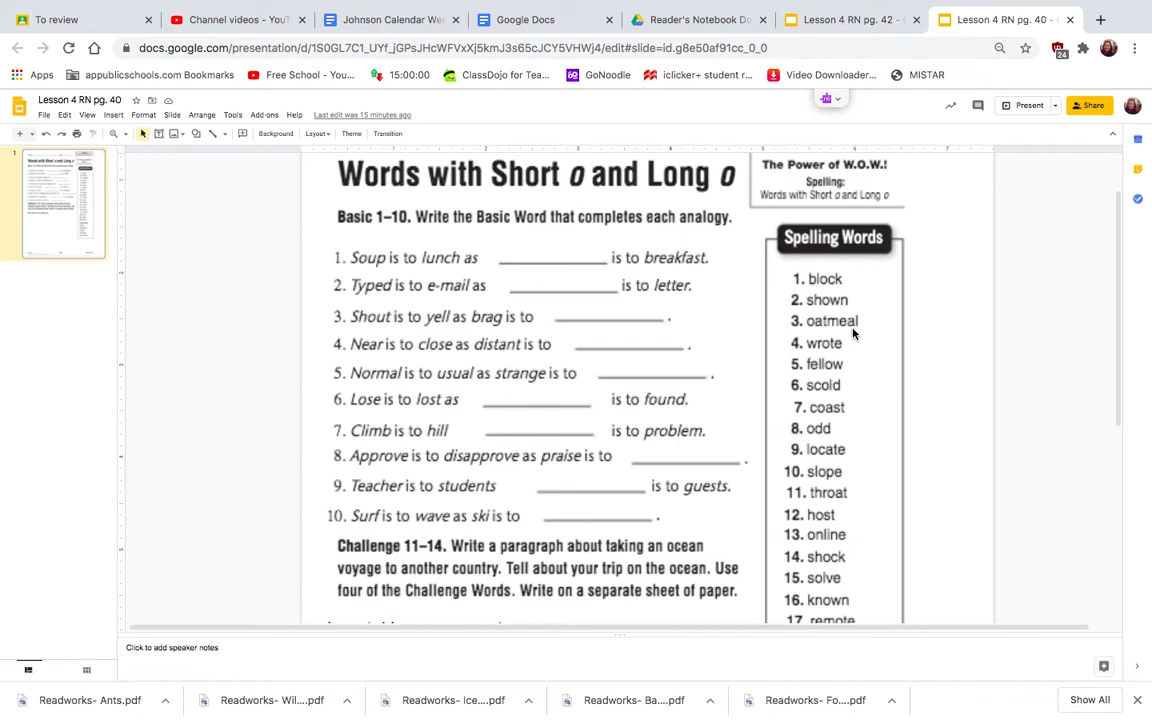 To review
Channel videos - YouTu
Johnson Calendar We
Google Docs
Reader's Notebook Do
Lesson 4 RN pg. 42 -
Lesson 4 RN pg. 40 -
docs.google.com/presentation/d/1S0GL7C1_UYf_jGPsJHcWFVxXj5kmJ3s65cJCY5VHWj4/edit#slide=id.g8e50af91cc_0_0
24
Apps
appublicschools.com Bookmarks
Free School - You...
15:00:00
ClassDojo for Tea...
GoNoodle
iclicker+ student r...
Video Downloader...
MISTAR
Lesson 4 RN pg. 40
File Edit View Insert Format Slide Arrange Tools Add-ons Help Last edit was 15 minutes ago
Present
Share
Background Layout Theme Transition
1
Words with Short o and Long o
Basic 1–10. Write the Basic Word that completes each analogy.
1. Soup is to lunch as ____________ is to breakfast.
2. Typed is to e-mail as ____________ is to letter.
3. Shout is to yell as brag is to ____________ .
4. Near is to close as distant is to ____________ .
5. Normal is to usual as strange is to ____________ .
6. Lose is to lost as ____________ is to found.
7. Climb is to hill ____________ is to problem.
8. Approve is to disapprove as praise is to ____________ .
9. Teacher is to students ____________ is to guests.
10. Surf is to wave as ski is to ____________ .
Challenge 11–14. Write a paragraph about taking an ocean
voyage to another country. Tell about your trip on the ocean. Use
four of the Challenge Words. Write on a separate sheet of paper.
The Power of W.O.W.!
Spelling:
Words with Short o and Long o
Spelling Words
1. block
2. shown
3. oatmeal
4. wrote
5. fellow
6. scold
7. coast
8. odd
9. locate
10. slope
11. throat
12. host
13. online
14. shock
15. solve
16. known
17. remote
Click to add speaker notes
Readworks- Ants.pdf
Readworks- Wil....pdf
Readworks- Ice....pdf
Readworks- Ba....pdf
Readworks- Fo....pdf
Show All